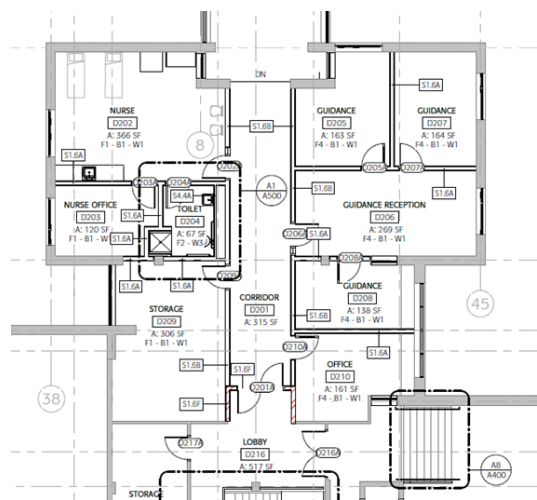 DN
NURSE
D202
A: 366 SF
F1 - B1 - W1
8
S1.6B
GUIDANCE
D205
A: 163 SF
F4 - B1 - W1
S1.6A
GUIDANCE
D207
A: 164 SF
F4 - B1 - W1
S1.6A
D202A
D203A
D204A
D205A
D207A
S1.6A
A1
A500
S1.6B
S4.4A
NURSE OFFICE
D203
A: 120 SF
F1 - B1 - W1
S1.6A
TOILET
D204
A: 67 SF
F2 - W3
S1.6A
GUIDANCE RECEPTION
D206
A: 269 SF
F4 - B1 - W1
D206A
S1.6A
D208A
D209A
S1.6A
S1.6A
GUIDANCE
D208
A: 138 SF
F4 - B1 - W1
45
STORAGE
D209
A: 306 SF
F1 - B1 - W1
CORRIDOR
D201
A: 315 SF
S1.6B
D210A
S1.6A
S1.6B
S1.6F
OFFICE
D210
A: 161 SF
F4 - B1 - W1
D201A
38
S1.6F
LOBBY
D216
A: 517 SF
D217A
D216A
A8
A400
STORAGE